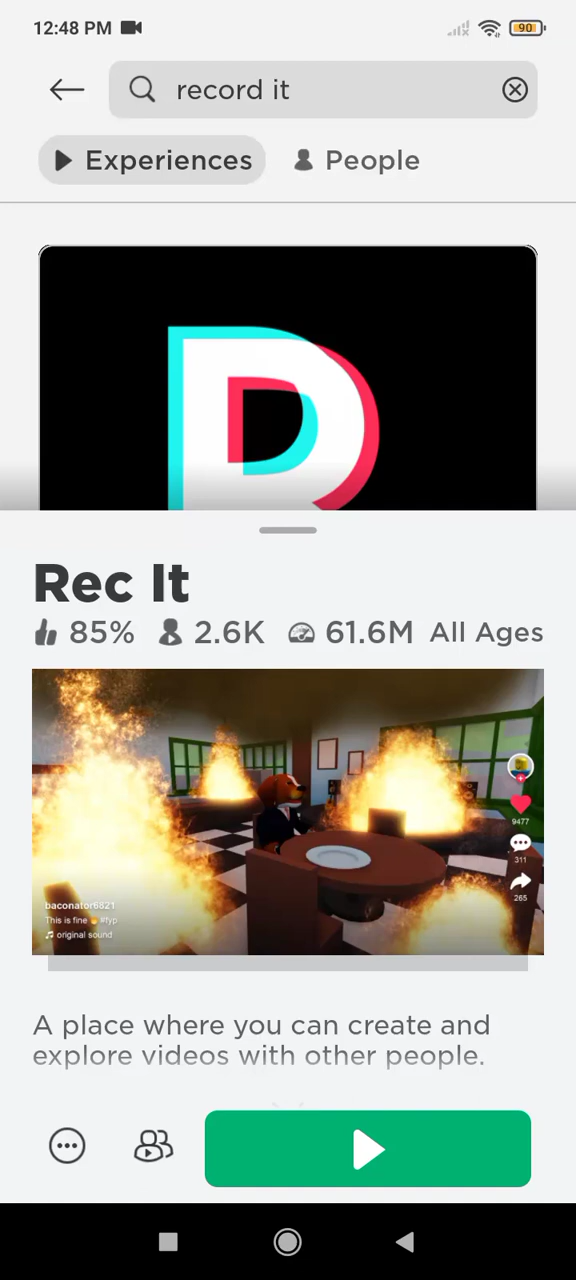 12:48 PM
90
record it
Experiences
People
R
Rec It
85% 2.6K 61.6M All Ages
9477
311
265
baconator6821
This is fine 🔥 #fyp
original sound
A place where you can create and
explore videos with other people.